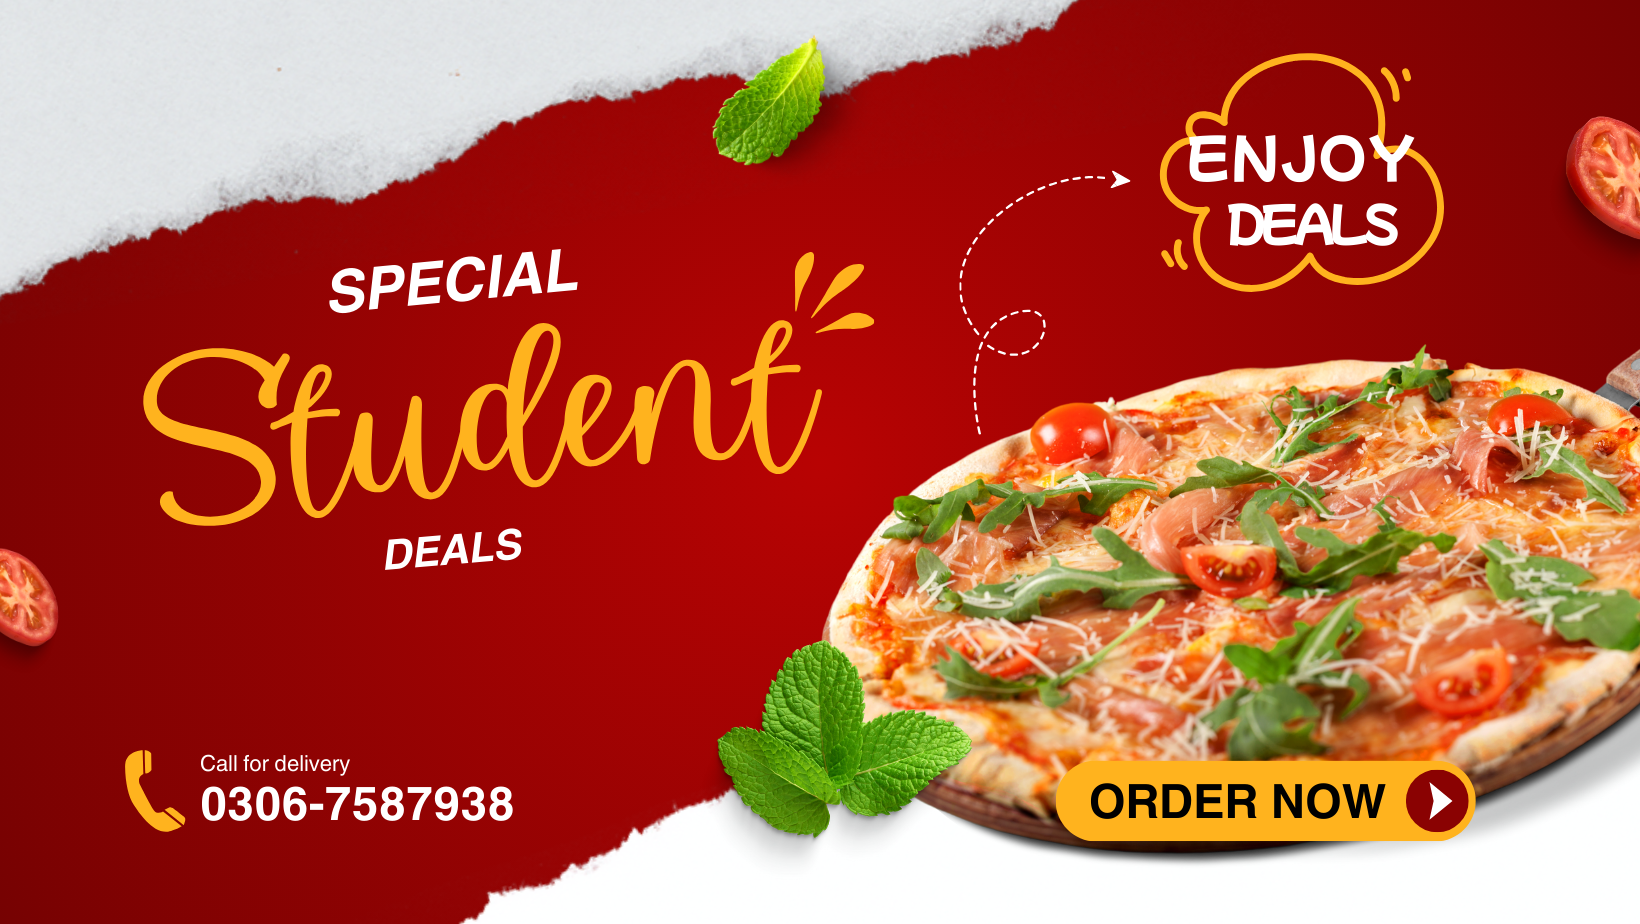 SPECIAL
Student
DEALS
ENJOY
DEALS
Call for delivery
0306-7587938
ORDER NOW